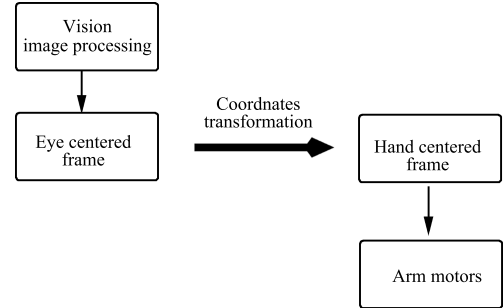 Vision
image processing
Eye centered
frame
Coordnates
transformation
Hand centered
frame
Arm motors